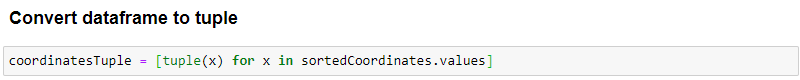 Convert dataframe to tuple
coordinatesTuple = [tuple(x) for x in sortedCoordinates.values]